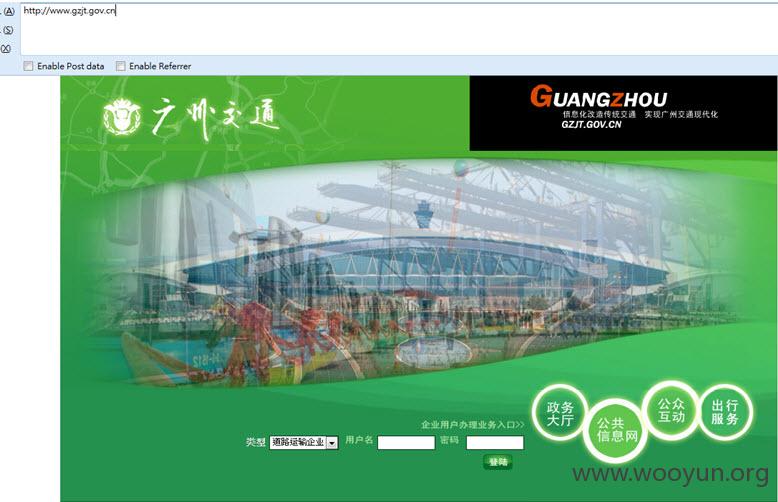 (A)
http://www.gzjt.gov.cn
(S)
(X)
Enable Post data Enable Referrer
广州交通
GUANGZHOU
信息化改造传统交通 实现广州交通现代化
GZJT.GOV.CN
政务大厅
公共信息网
公众互动
出行服务
企业用户办理业务入口>>
类型 道路运输企业 用户名 密码
登陆
www.wooyun.org